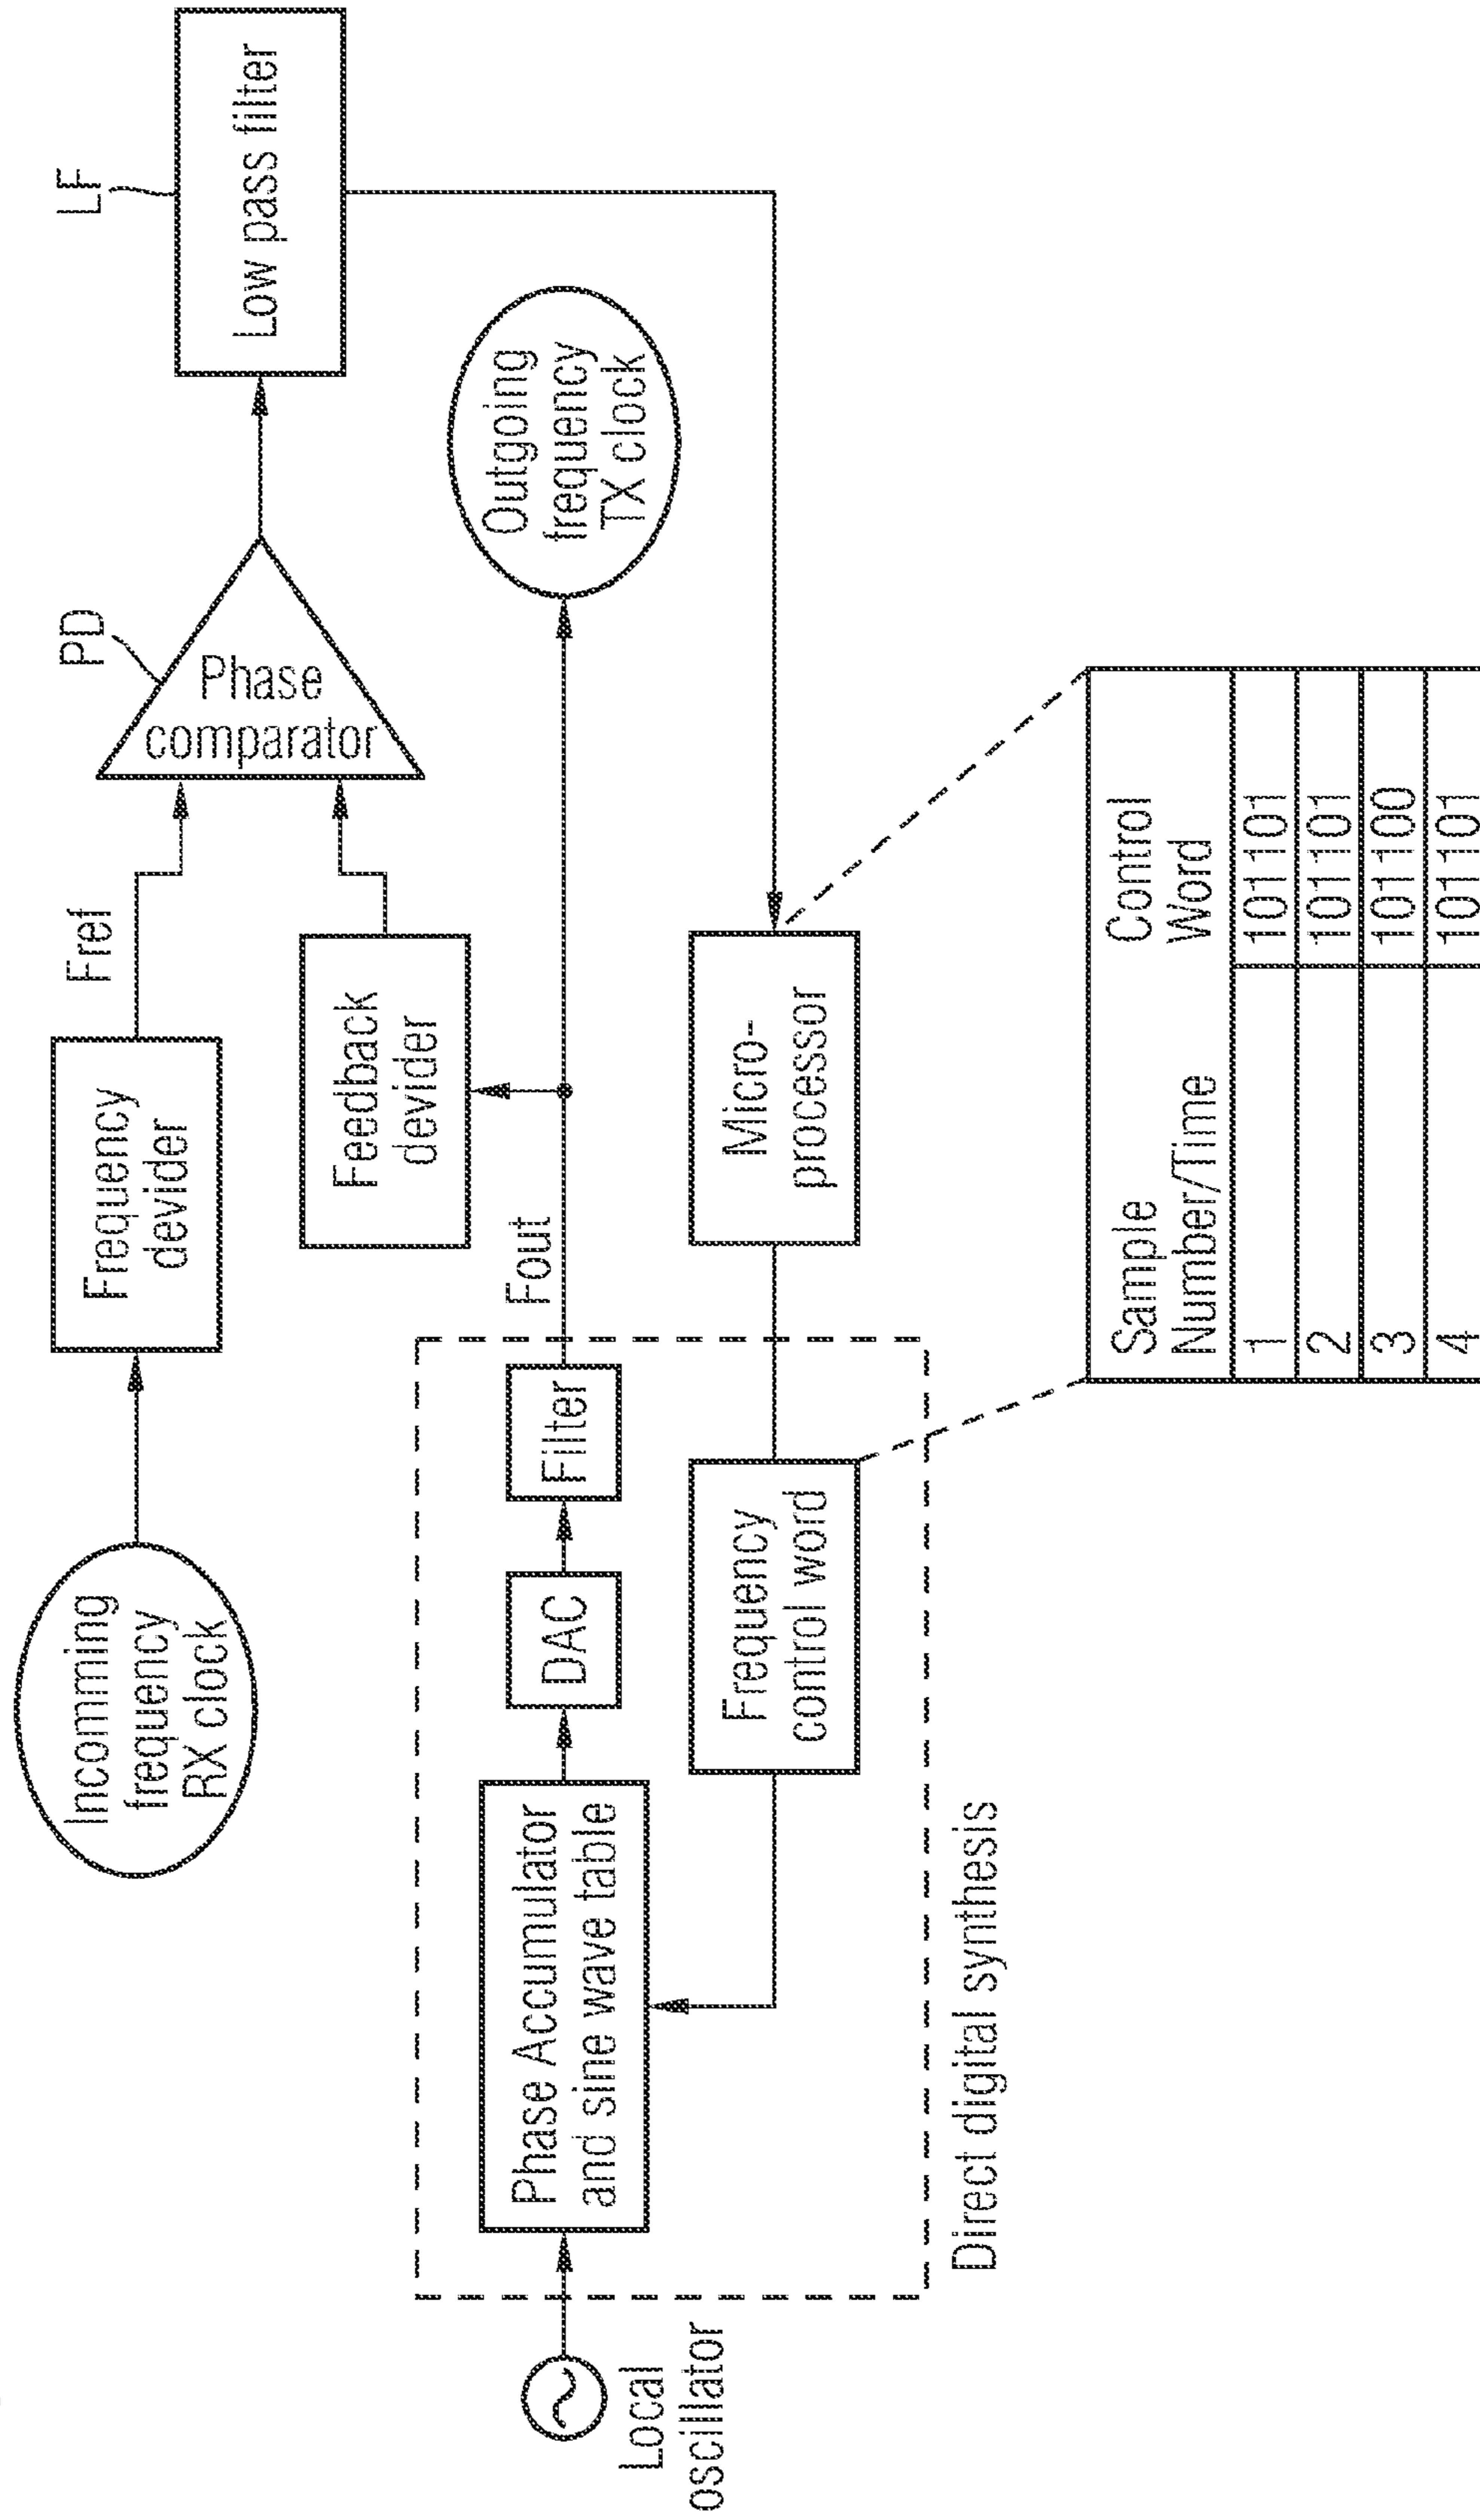 Incomming
frequency
RX clock
Frequency
devider
Fref
PD
Phase
comparator
LF
Low pass filter
Feedback
devider
Outgoing
frequency
TX clock
Local
oscillator
Phase Accumulator
and sine wave table
DAC
Filter
Fout
Frequency
control word
Micro-
processor
Direct digital synthesis
Sample
Number/Time
Control
Word
1 101101
2 101101
3 101100
4 101101